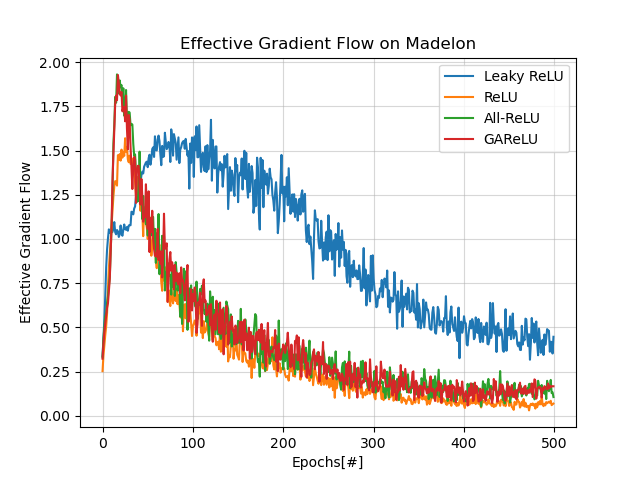 Effective Gradient Flow on Madelon
Effective Gradient Flow
2.00
1.75
1.50
1.25
1.00
0.75
0.50
0.25
0.00
Leaky ReLU
ReLU
All-ReLU
GAReLU
0
100
200
300
400
500
Epochs[#]